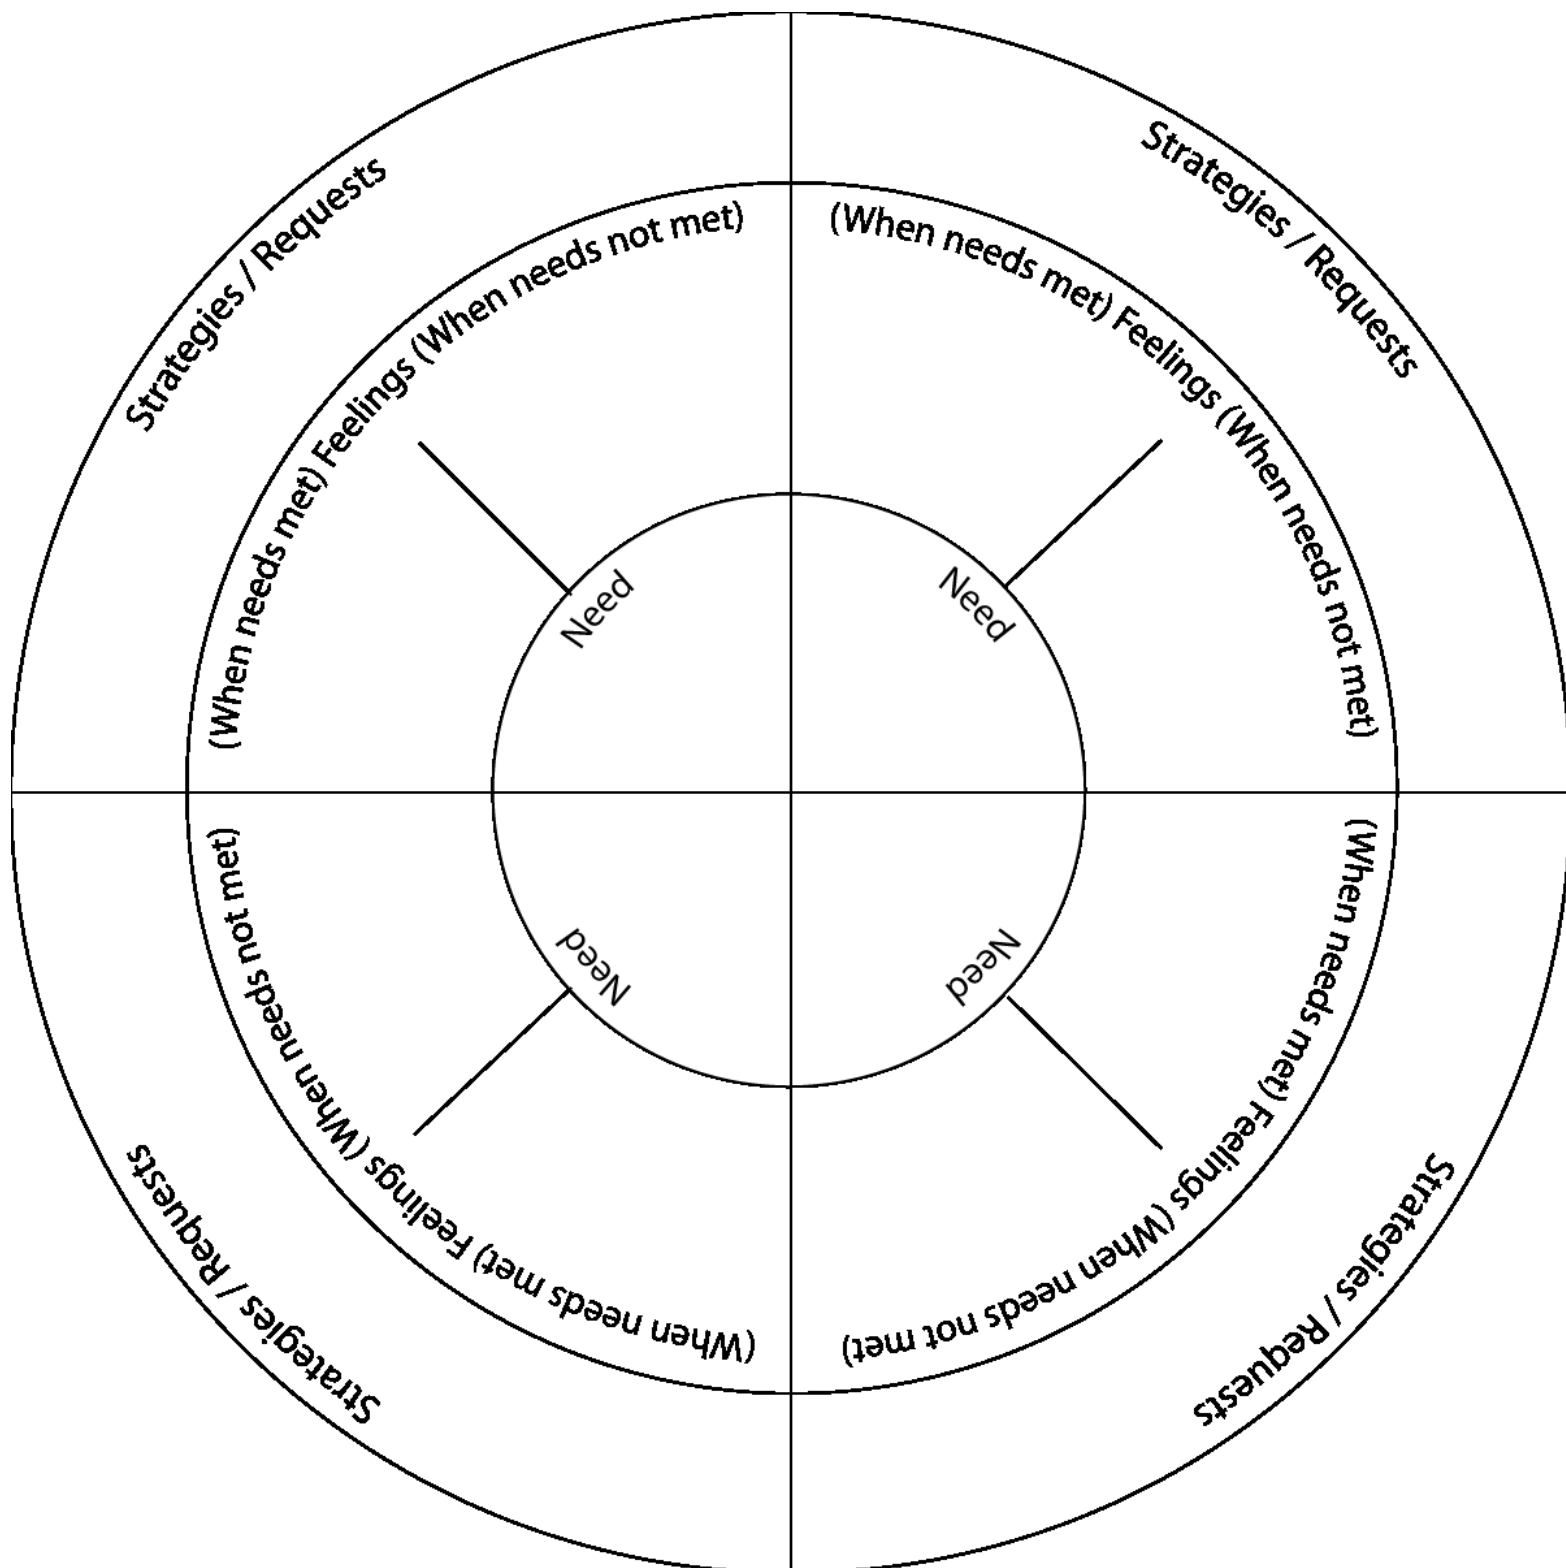 Strategies / Requests
(When needs met) Feelings (When needs not met)
Need
Strategies / Requests
(When needs met) Feelings (When needs not met)
Need
Strategies / Requests
(When needs met) Feelings (When needs not met)
Need
Strategies / Requests
(When needs met) Feelings (When needs not met)
Need